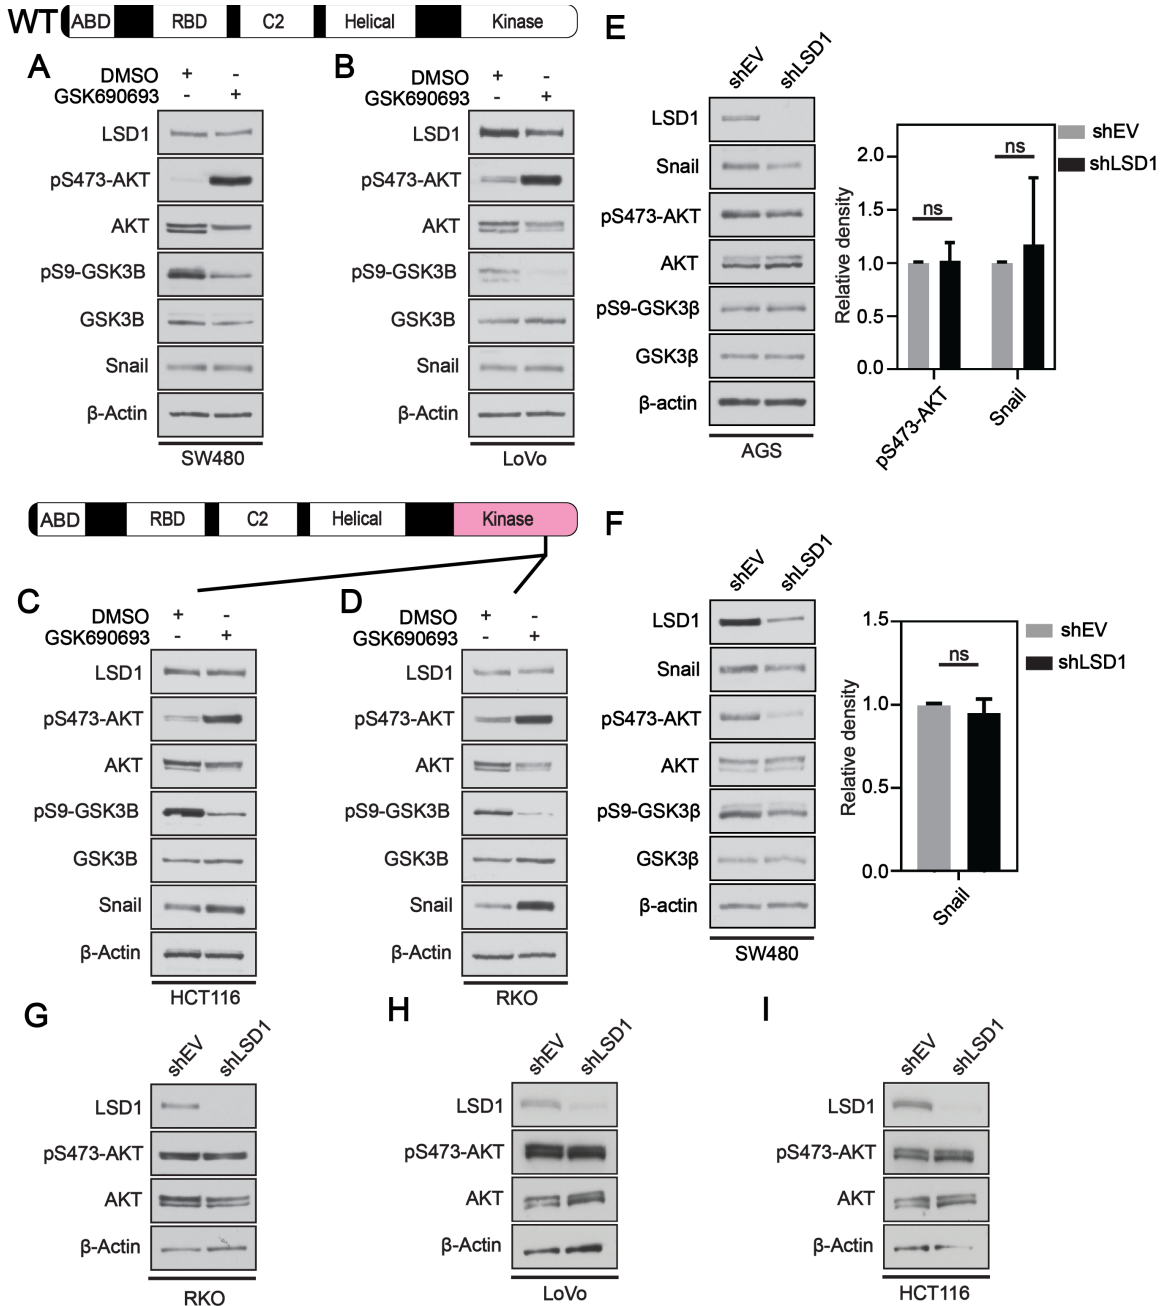 WT ABD RBD C2 Helical Kinase
A
DMSO + -
GSK690693 - +
LSD1
pS473-AKT
AKT
pS9-GSK3B
GSK3B
Snail
β-Actin
SW480
B
DMSO + -
GSK690693 - +
LSD1
pS473-AKT
AKT
pS9-GSK3B
GSK3B
Snail
β-Actin
LoVo
E
shEV shLSD1
LSD1
Snail
pS473-AKT
AKT
pS9-GSK3β
GSK3β
β-actin
AGS
Relative density
2.0
1.5
1.0
0.5
0.0
ns
ns
pS473-AKT
Snail
shEV
shLSD1
ABD RBD C2 Helical Kinase
C
DMSO + -
GSK690693 - +
LSD1
pS473-AKT
AKT
pS9-GSK3B
GSK3B
Snail
β-Actin
HCT116
D
DMSO + -
GSK690693 - +
LSD1
pS473-AKT
AKT
pS9-GSK3B
GSK3B
Snail
β-Actin
RKO
F
shEV shLSD1
LSD1
Snail
pS473-AKT
AKT
pS9-GSK3β
GSK3β
β-actin
SW480
Relative density
1.5
1.0
0.5
0.0
ns
Snail
shEV
shLSD1
G
shEV shLSD1
LSD1
pS473-AKT
AKT
β-Actin
RKO
H
shEV shLSD1
LSD1
pS473-AKT
AKT
β-Actin
LoVo
I
shEV shLSD1
LSD1
pS473-AKT
AKT
β-Actin
HCT116